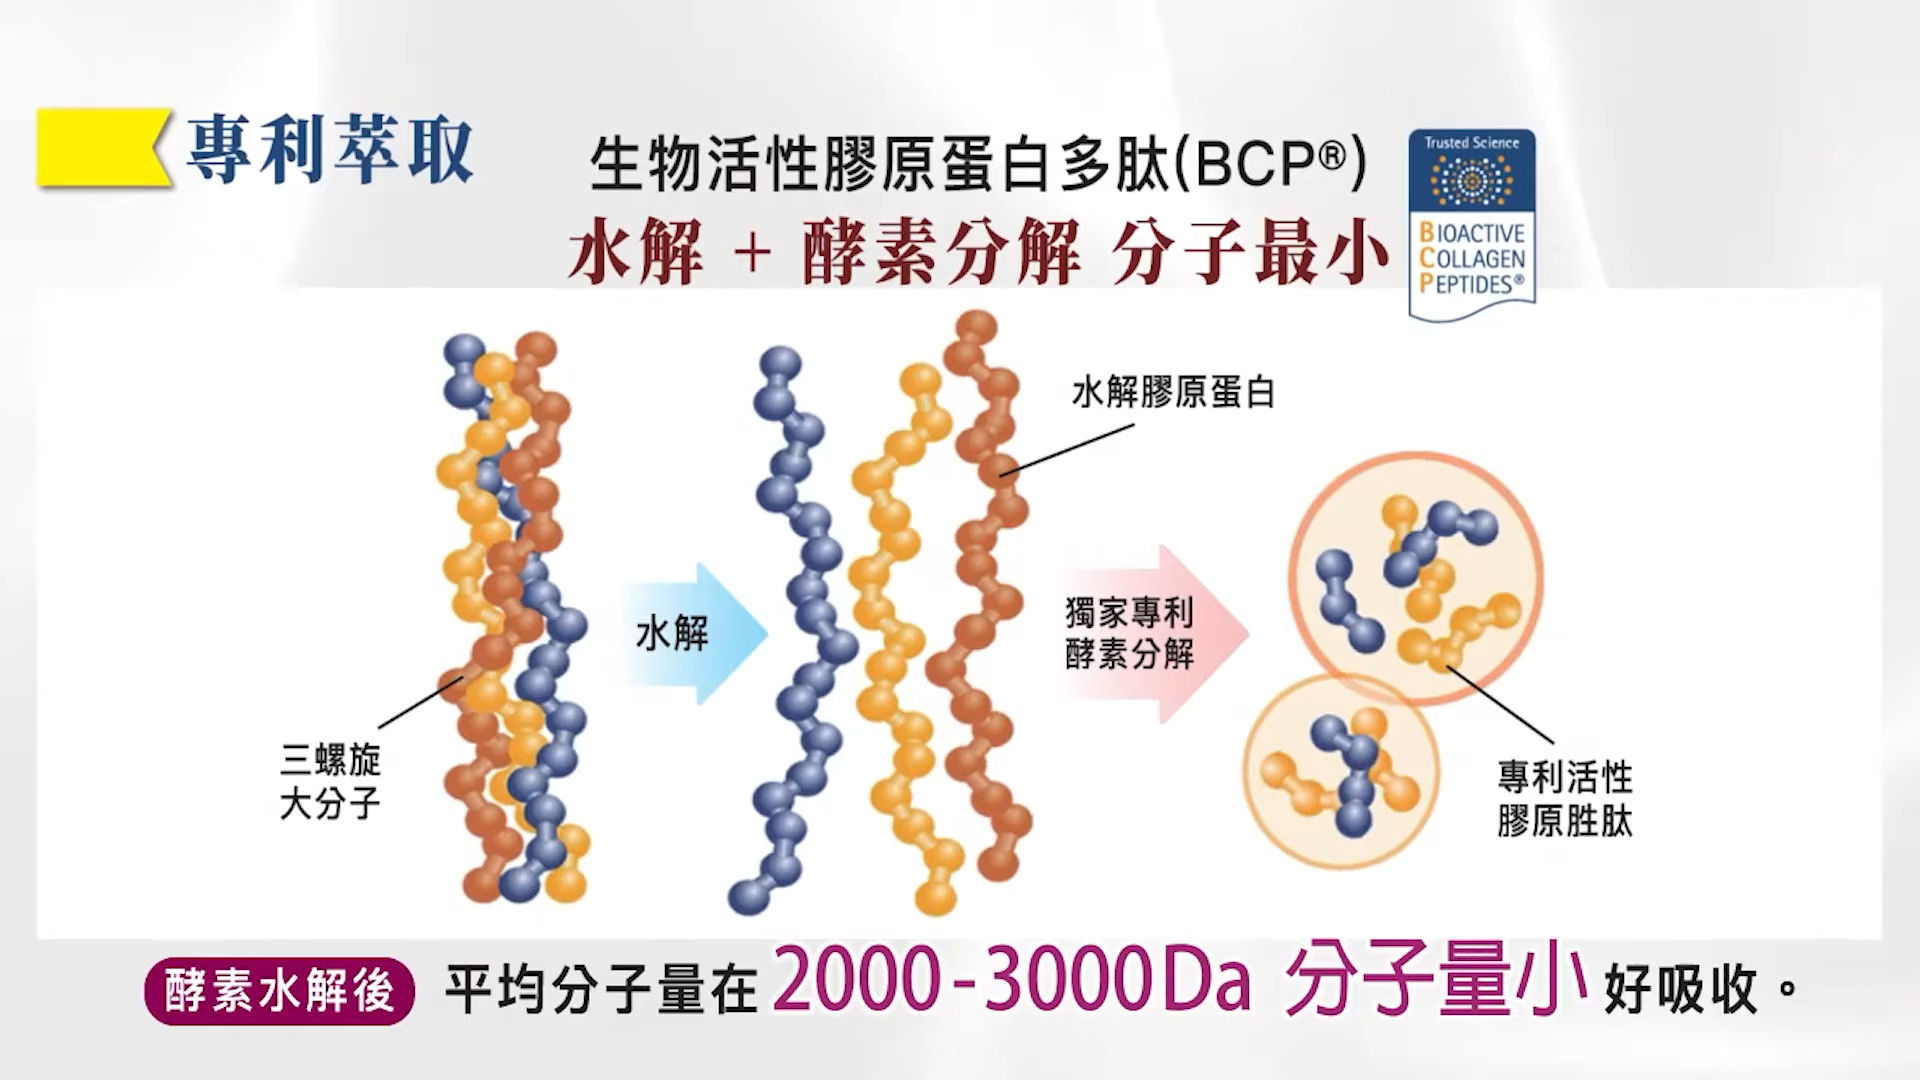 專利萃取
生物活性膠原蛋白多肽(BCP®)
水解 + 酵素分解 分子最小
Trusted Science
BIOACTIVE
COLLAGEN
PEPTIDES®
水解膠原蛋白
水解
獨家專利
酵素分解
三螺旋
大分子
專利活性
膠原胜肽
酵素水解後 平均分子量在2000-3000Da 分子量小 好吸收。